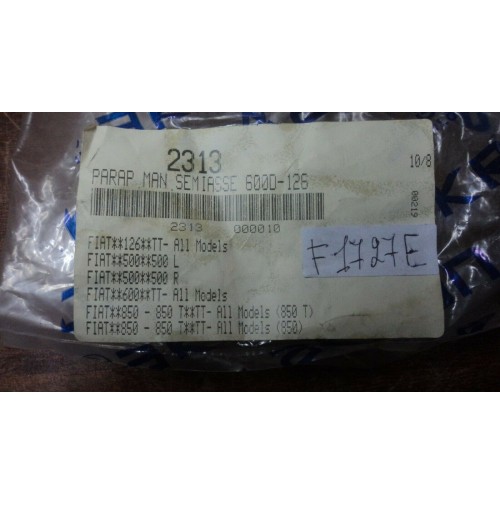 2313
10/8
PARAP MAN SEMIASSE 600D-126
00219
2313 000010
FIAT**126**TT- All Models
FIAT**500**500 L
FIAT**500**500 R
FIAT**600**TT- All Models
FIAT**850 - 850 T**TT- All Models (850 T)
FIAT**850 - 850 T**TT- All Models (850)
F1727E